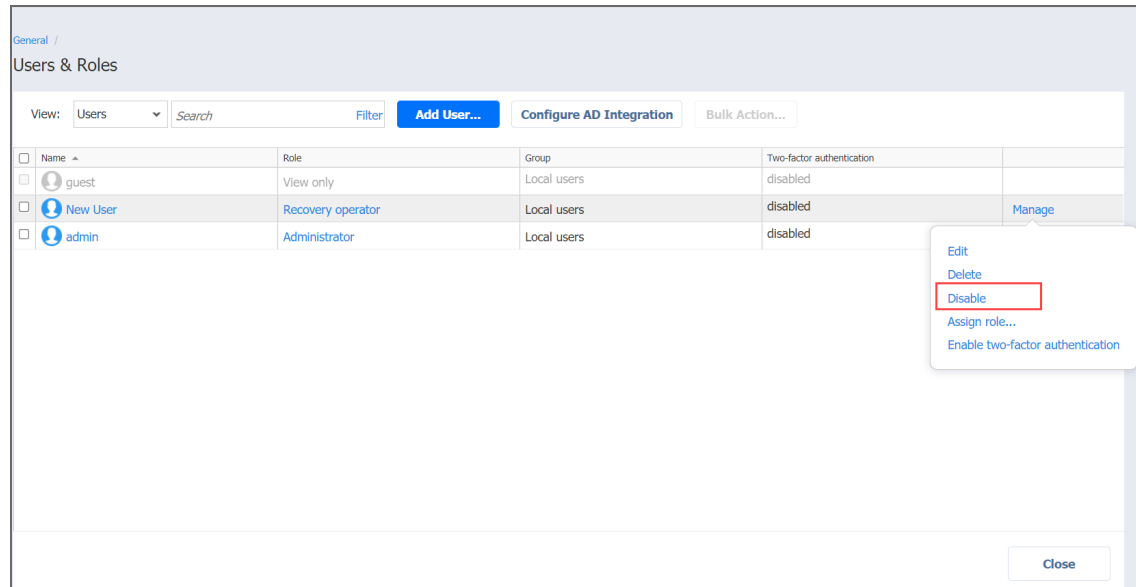 General /
Users & Roles
View: Users Search Filter Add User... Configure AD Integration Bulk Action...
Name Role Group Two-factor authentication
guest View only Local users disabled
New User Recovery operator Local users disabled Manage
admin Administrator Local users disabled
Edit
Delete
Disable
Assign role...
Enable two-factor authentication
Close